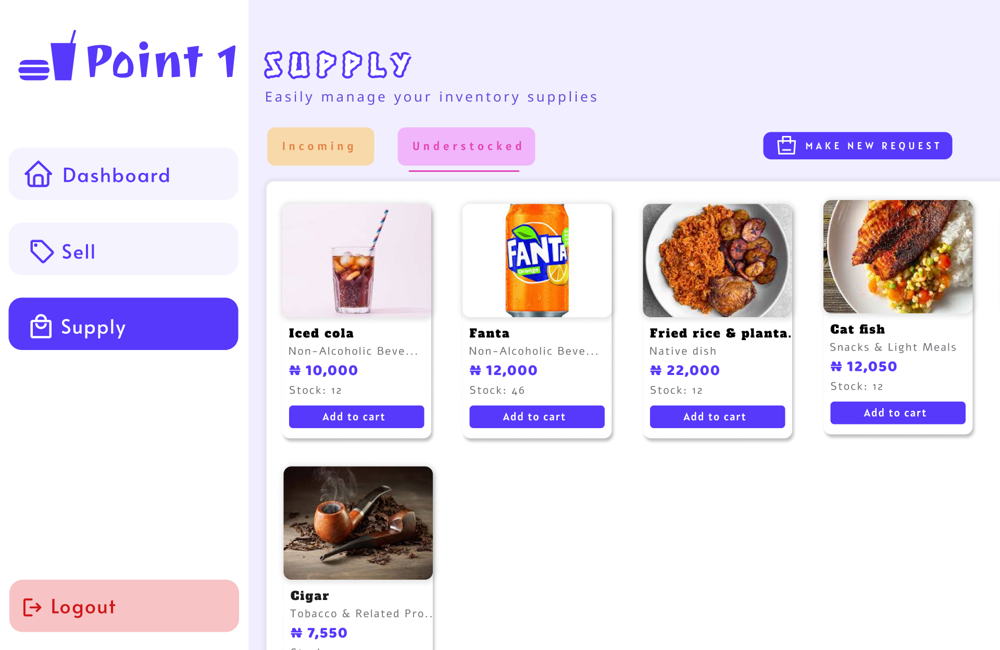 Point 1
Dashboard
Sell
Supply
Logout
SUPPLY
Easily manage your inventory supplies
Incoming
Understocked
MAKE NEW REQUEST
FANTA
Orange
Iced cola
Non-Alcoholic Beve...
₦ 10,000
Stock: 12
Add to cart
Fanta
Non-Alcoholic Beve...
₦ 12,000
Stock: 46
Add to cart
Fried rice & planta.
Native dish
₦ 22,000
Stock: 12
Add to cart
Cat fish
Snacks & Light Meals
₦ 12,050
Stock: 12
Add to cart
Cigar
Tobacco & Related Pro..
₦ 7,550